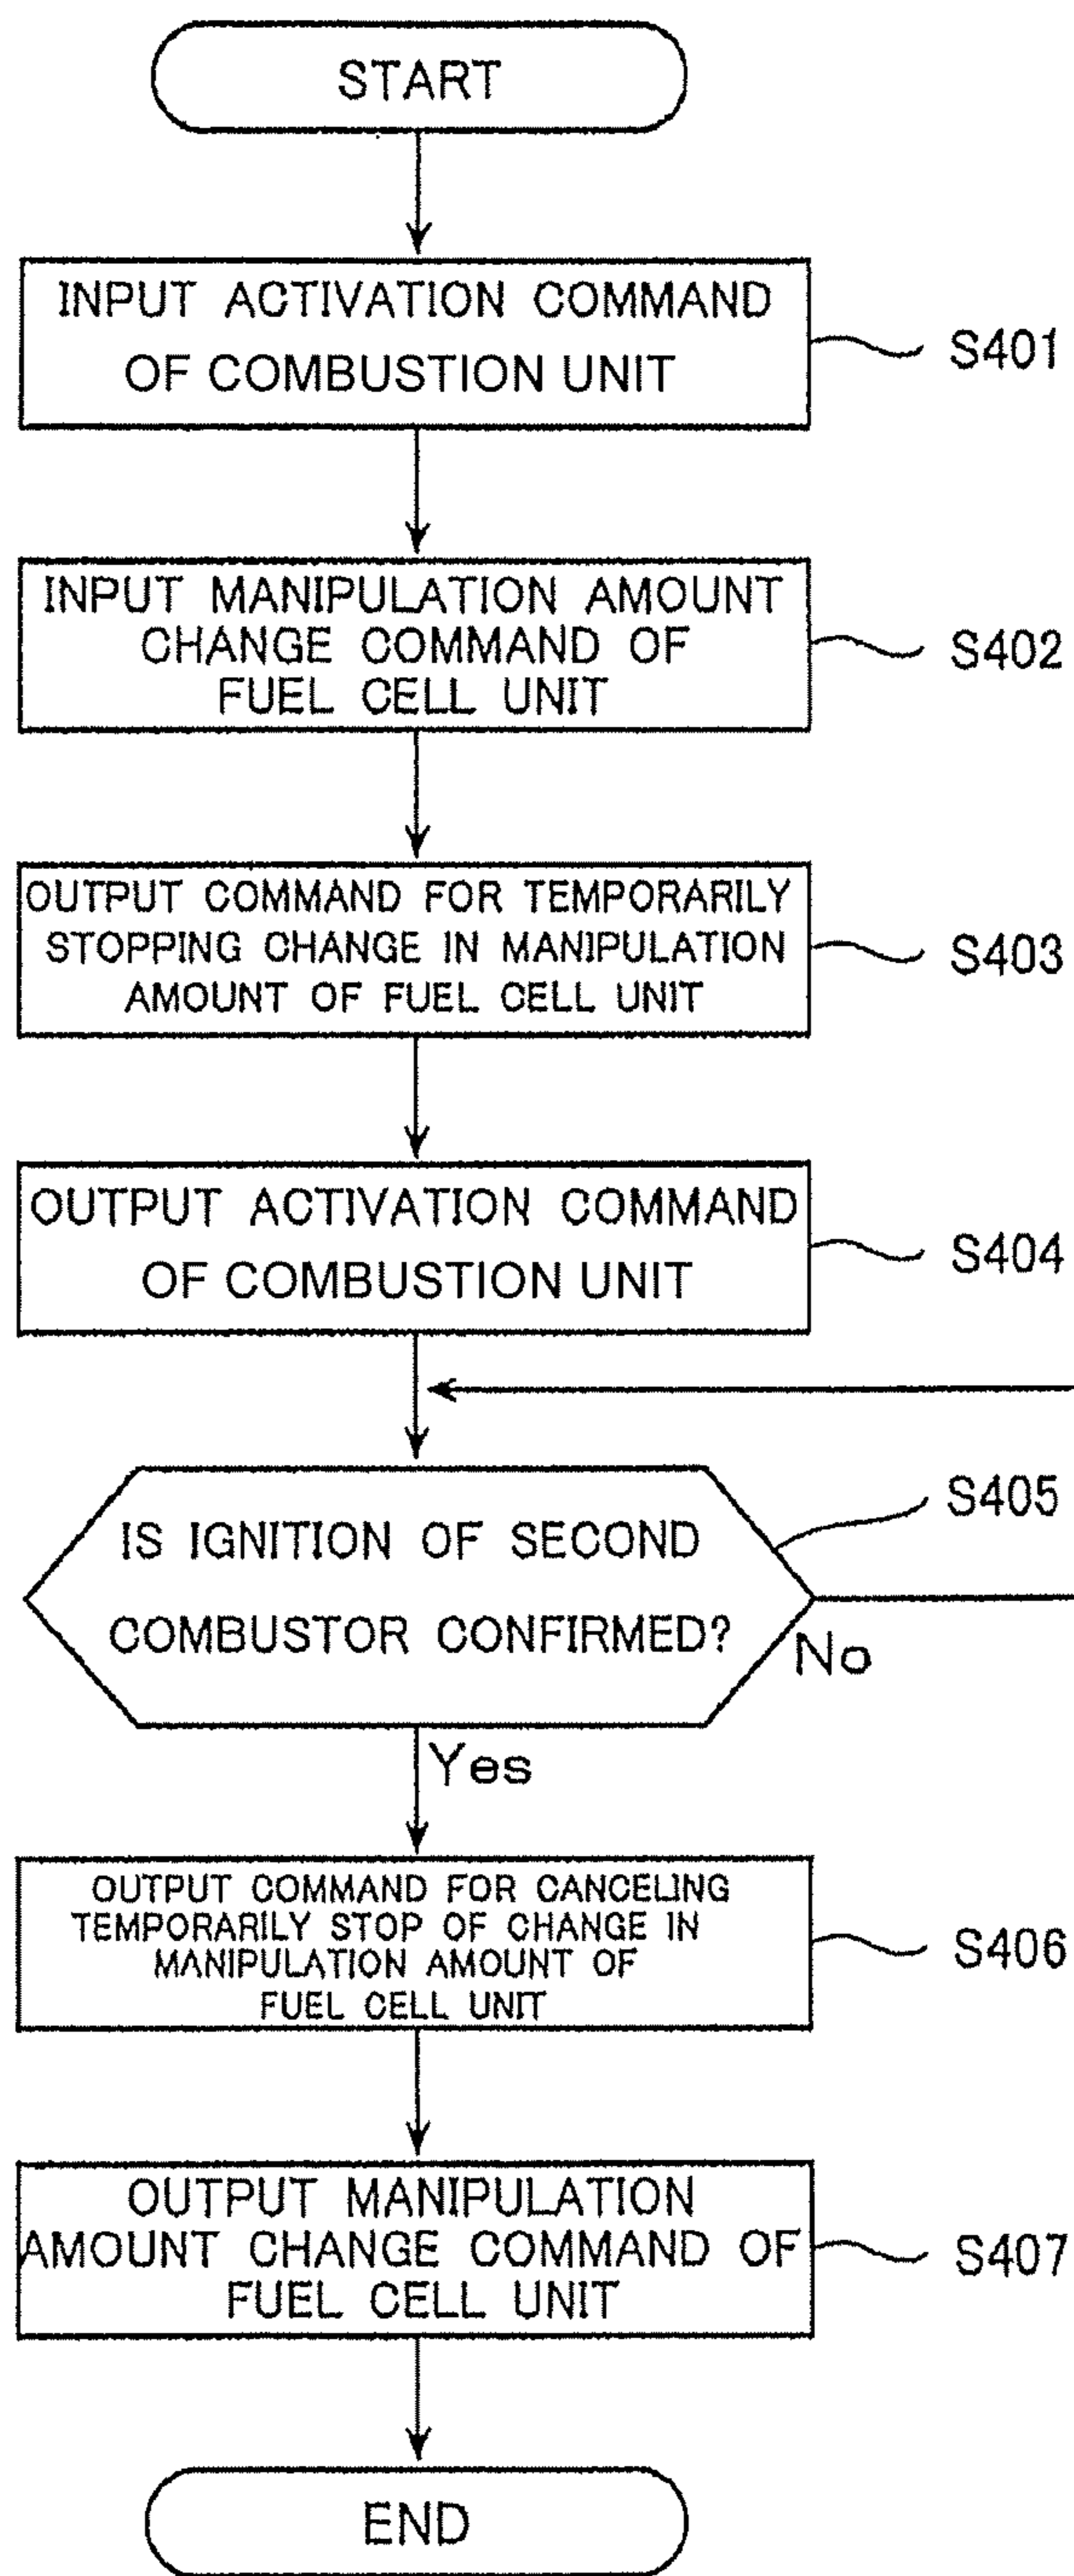 START
INPUT ACTIVATION COMMAND
OF COMBUSTION UNIT
S401
INPUT MANIPULATION AMOUNT
CHANGE COMMAND OF
FUEL CELL UNIT
S402
OUTPUT COMMAND FOR TEMPORARILY
STOPPING CHANGE IN MANIPULATION
AMOUNT OF FUEL CELL UNIT
S403
OUTPUT ACTIVATION COMMAND
OF COMBUSTION UNIT
S404
IS IGNITION OF SECOND
COMBUSTOR CONFIRMED?
S405
No
Yes
OUTPUT COMMAND FOR CANCELING
TEMPORARILY STOP OF CHANGE IN
MANIPULATION AMOUNT OF
FUEL CELL UNIT
S406
OUTPUT MANIPULATION
AMOUNT CHANGE COMMAND OF
FUEL CELL UNIT
S407
END